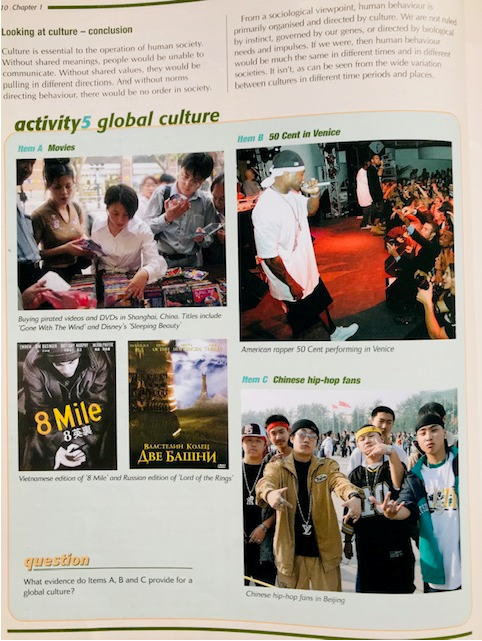 10 Chapter 1
Looking at culture – conclusion
Culture is essential to the operation of human society.
Without shared meanings, people would be unable to
communicate. Without shared values, they would be
pulling in different directions. And without norms
directing behaviour, there would be no order in society.
From a sociological viewpoint, human behaviour is
primarily organised and directed by culture. We are not ruled
by instinct, governed by our genes, or directed by biological
needs and impulses. If we were, then human behaviour
would be much the same in different times and in different
societies. It isn't, as can be seen from the wide variation
between cultures in different time periods and places.
activity5 global culture
Item A Movies
Buying pirated videos and DVDs in Shanghai, China. Titles include
'Gone With The Wind' and Disney's 'Sleeping Beauty'
8 Mile
8英裏
ВЛАСТЕЛИН КОЛЕЦ
ДВЕ БАШНИ
Vietnamese edition of '8 Mile' and Russian edition of 'Lord of the Rings'
Item B 50 Cent in Venice
American rapper 50 Cent performing in Venice
Item C Chinese hip-hop fans
Chinese hip-hop fans in Beijing
question
What evidence do Items A, B and C provide for a
global culture?